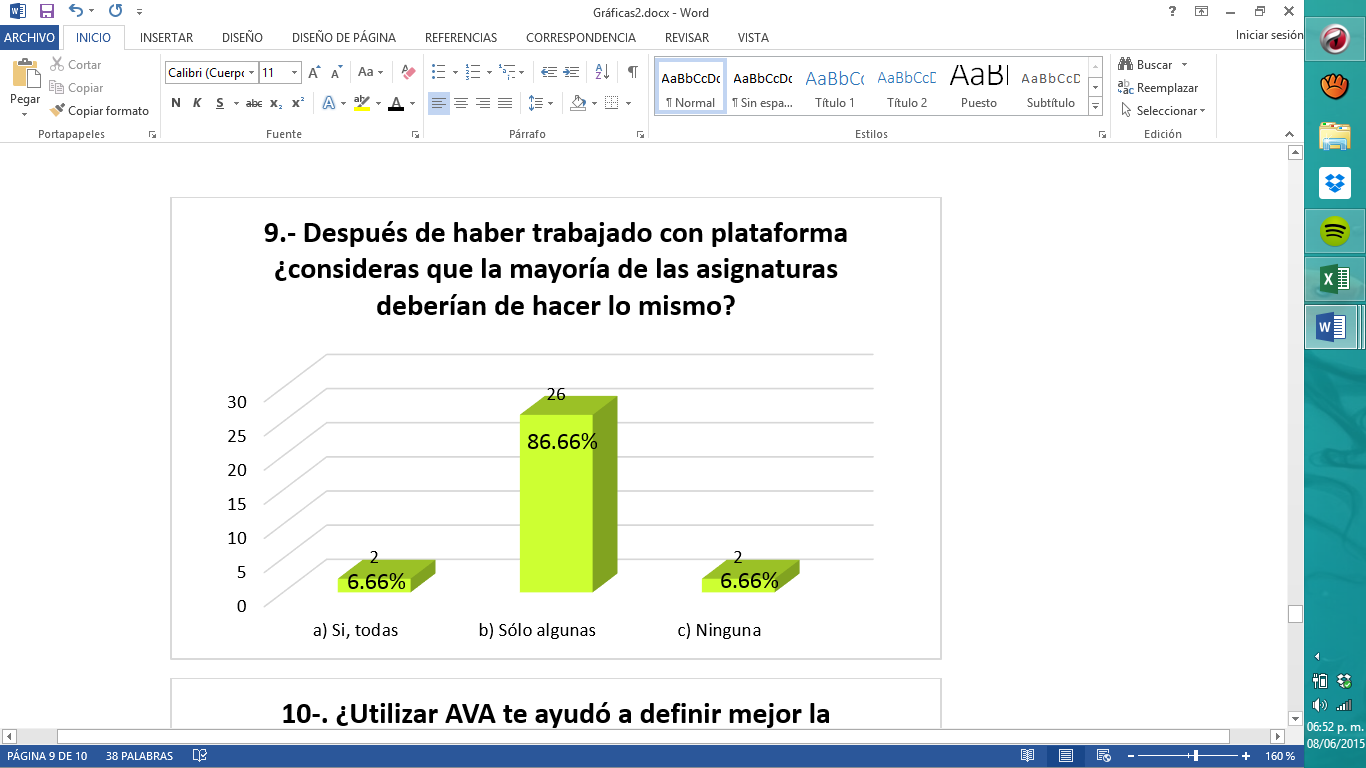 Gráficas2.docx - Word
ARCHIVO INICIO INSERTAR DISEÑO DISEÑO DE PÁGINA REFERENCIAS CORRESPONDENCIA REVISAR VISTA Iniciar sesión
Pegar
Cortar
Copiar
Copiar formato
Portapapeles
Calibri (Cuerp 11
N K S abc x₂ x²
Fuente
Párrafo
AaBbCcDc AaBbCcDc AaBbCc AaBbCcD AaBl AaBbCcD
¶ Normal ¶ Sin espa... Título 1 Título 2 Puesto Subtítulo
Estilos
Buscar
Reemplazar
Seleccionar
Edición
9.- Después de haber trabajado con plataforma
¿consideras que la mayoría de las asignaturas
deberían de hacer lo mismo?
30
25
20
15
10
5
0
2
6.66%
26
86.66%
2
6.66%
a) Si, todas b) Sólo algunas c) Ninguna
10-. ¿Utilizar AVA te ayudó a definir mejor la
PÁGINA 9 DE 10 38 PALABRAS 160 %
06:52 p. m.
08/06/2015